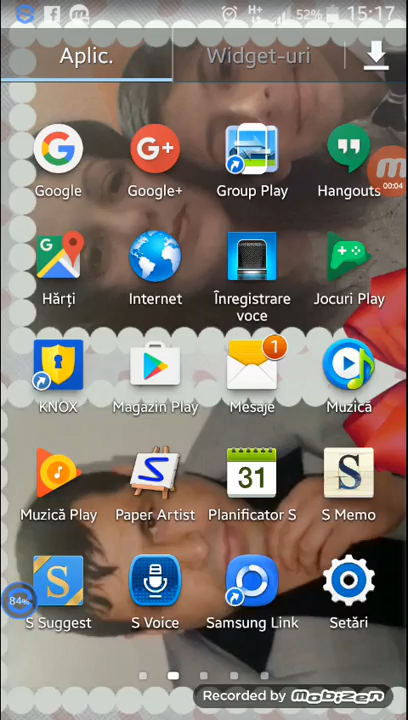 52% 15:17
Aplic. Widget-uri
Google Google+ Group Play Hangouts
00:04
Hărți Internet Înregistrare voce Jocuri Play
KNOX Magazin Play Mesaje Muzică
1
Muzică Play Paper Artist Planificator S S Memo
31
84%
S Suggest S Voice Samsung Link Setări
Recorded by mobizen